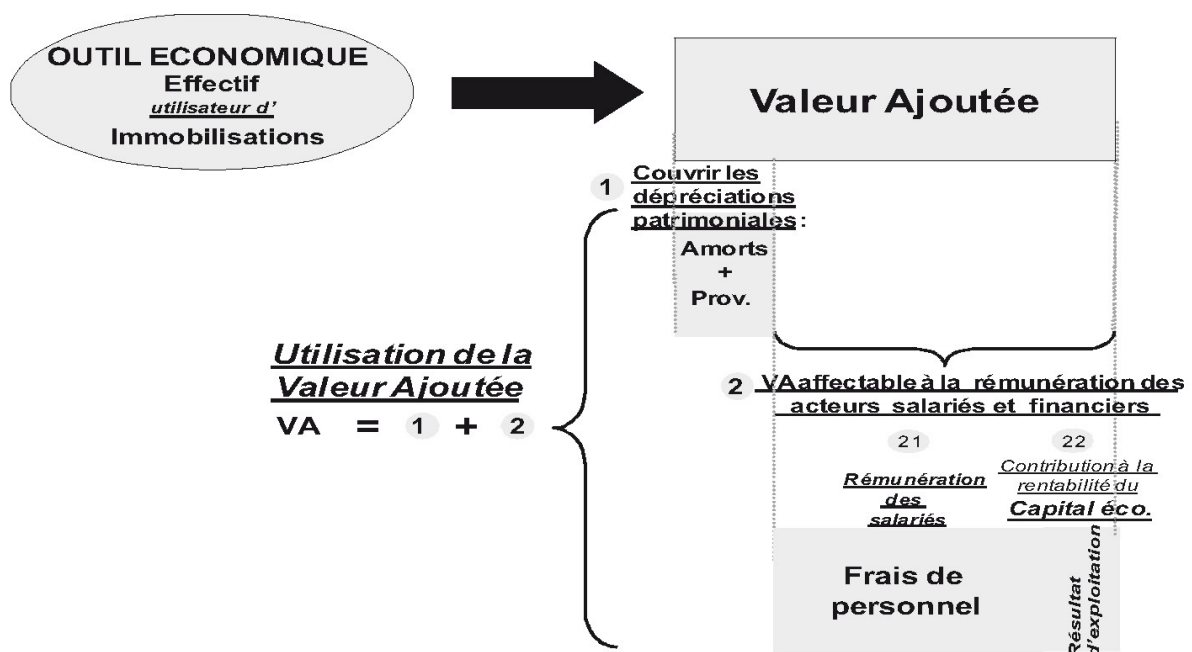 OUTIL ECONOMIQUE
Effectif
utilisateur d'
Immobilisations
Valeur Ajoutée
1 Couvrir les
dépréciations
patrimoniales :
Amorts
+
Prov.
Utilisation de la
Valeur Ajoutée
VA = 1 + 2
2 VA affectable à la rémunération des
acteurs salariés et financiers
21
Rémunération
des
salariés
22
Contribution à la
rentabilité du
Capital éco.
Frais de
personnel
Résultat
d'exploitation